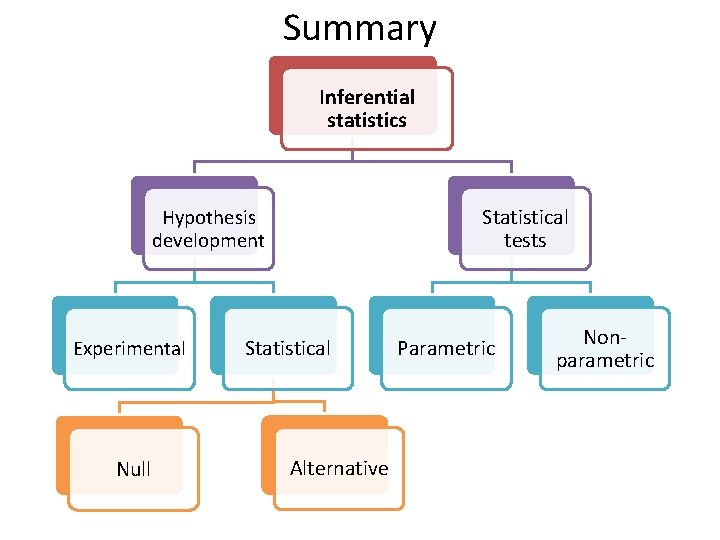 Summary
Inferential
statistics
Hypothesis
development
Statistical
tests
Experimental
Statistical
Parametric
Non-
parametric
Null
Alternative